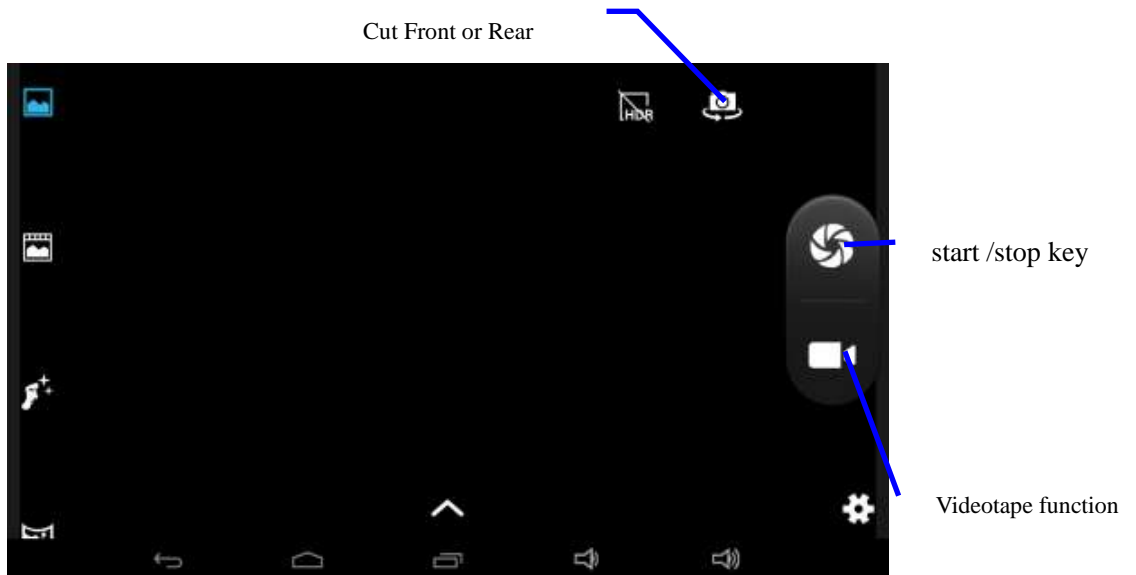 Cut Front or Rear
HDR
start /stop key
Videotape function